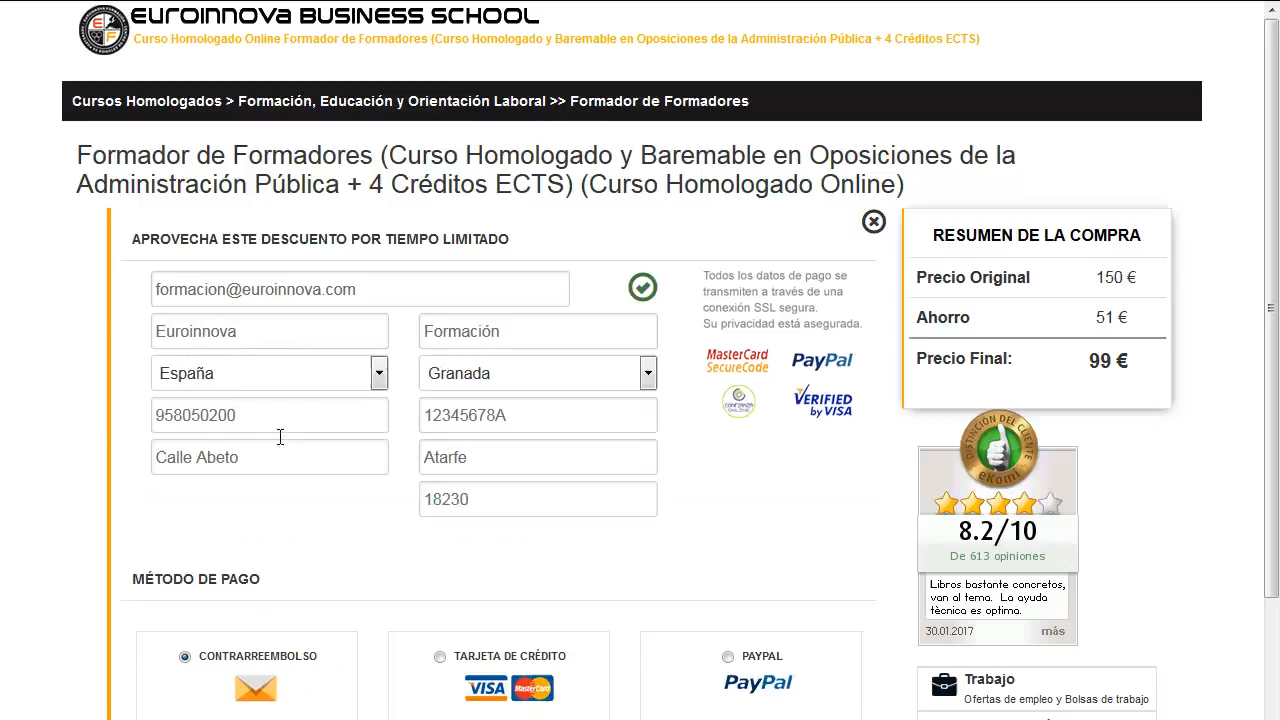 EUROINNOVA BUSINESS SCHOOL
Curso Homologado Online Formador de Formadores (Curso Homologado y Baremable en Oposiciones de la Administración Pública + 4 Créditos ECTS)
Cursos Homologados > Formación, Educación y Orientación Laboral >> Formador de Formadores
Formador de Formadores (Curso Homologado y Baremable en Oposiciones de la
Administración Pública + 4 Créditos ECTS) (Curso Homologado Online)
APROVECHA ESTE DESCUENTO POR TIEMPO LIMITADO
formacion@euroinnova.com
Euroinnova
Formación
España
Granada
958050200
12345678A
Calle Abeto
Atarfe
18230
Todos los datos de pago se
transmiten a través de una
conexión SSL segura.
Su privacidad está asegurada.
MasterCard
SecureCode
PayPal
CONFIANZA
ONLINE
VERIFIED
by VISA
MÉTODO DE PAGO
CONTRARREEMBOLSO
TARJETA DE CRÉDITO
VISA
MasterCard
PAYPAL
PayPal
RESUMEN DE LA COMPRA
Precio Original 150 €
Ahorro 51 €
Precio Final: 99 €
DISTINCIÓN DEL CLIENTE
eKomi
8.2/10
De 613 opiniones
Libros bastante concretos,
van al tema. La ayuda
tècnica es optima.
30.01.2017 más
Trabajo
Ofertas de empleo y Bolsas de trabajo